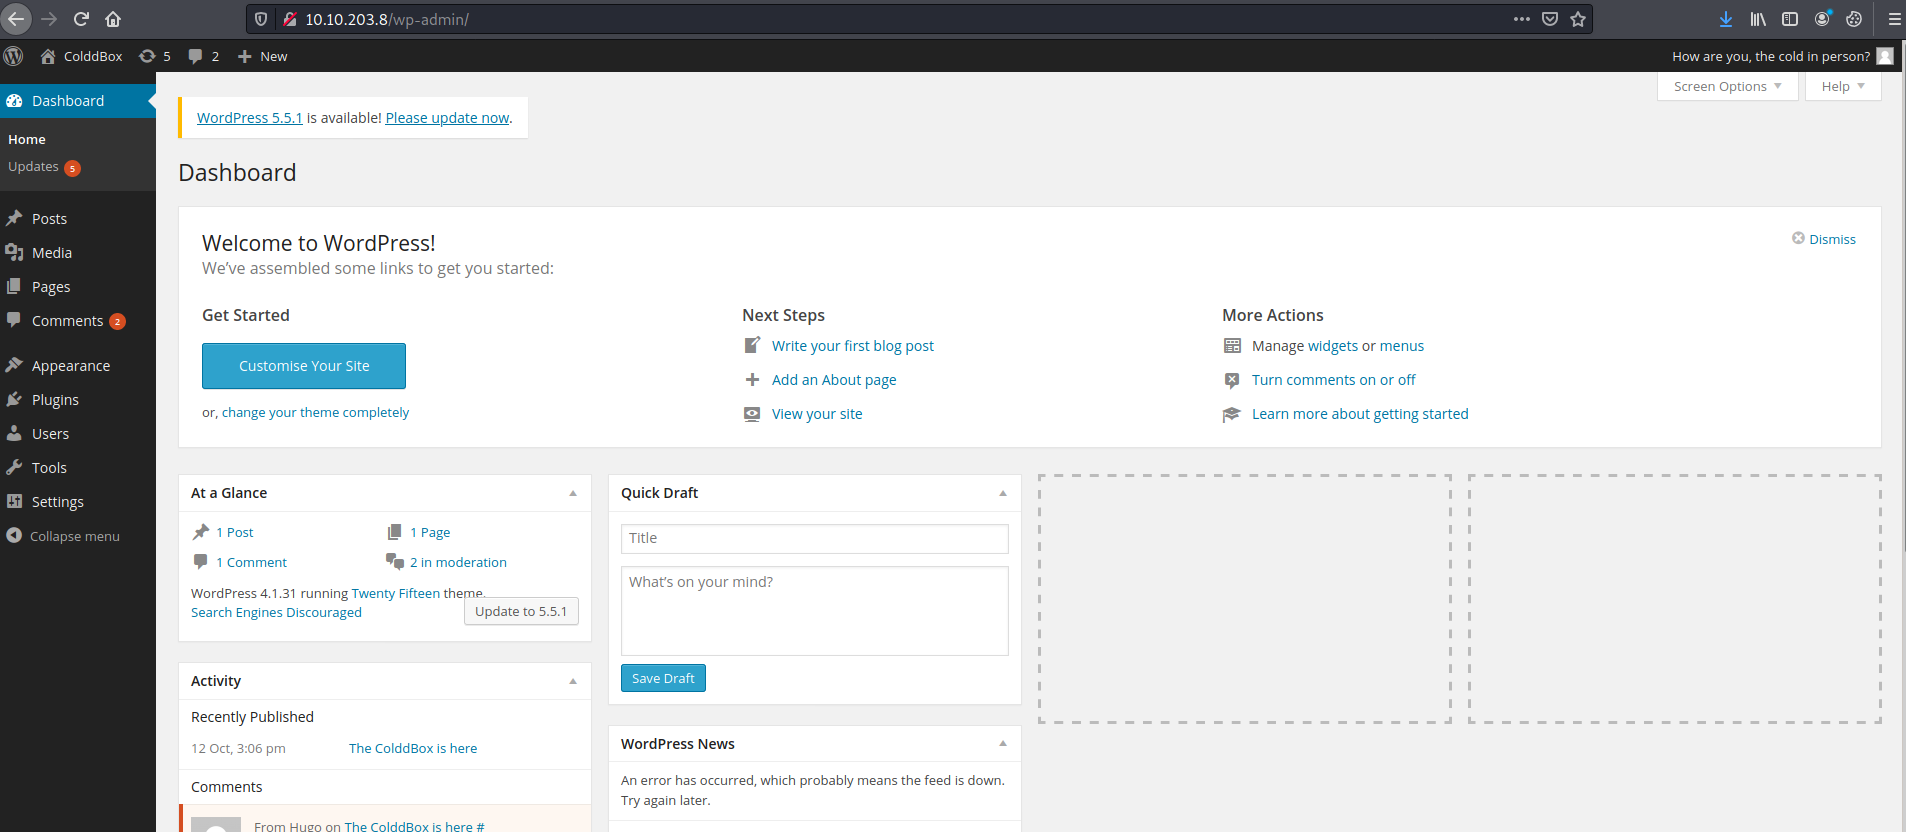 10.10.203.8/wp-admin/
ColddBox 5 2 New How are you, the cold in person?
Dashboard
Home
Updates 5
Posts
Media
Pages
Comments 2
Appearance
Plugins
Users
Tools
Settings
Collapse menu
Screen Options Help
WordPress 5.5.1 is available! Please update now.
Dashboard
Welcome to WordPress!
We've assembled some links to get you started:
Dismiss
Get Started
Customise Your Site
or, change your theme completely
Next Steps
Write your first blog post
Add an About page
View your site
More Actions
Manage widgets or menus
Turn comments on or off
Learn more about getting started
At a Glance
1 Post 1 Page
1 Comment 2 in moderation
WordPress 4.1.31 running Twenty Fifteen theme.
Search Engines Discouraged
Update to 5.5.1
Activity
Recently Published
12 Oct, 3:06 pm The ColddBox is here
Comments
From Hugo on The ColddBox is here #
Quick Draft
Title
What's on your mind?
Save Draft
WordPress News
An error has occurred, which probably means the feed is down.
Try again later.